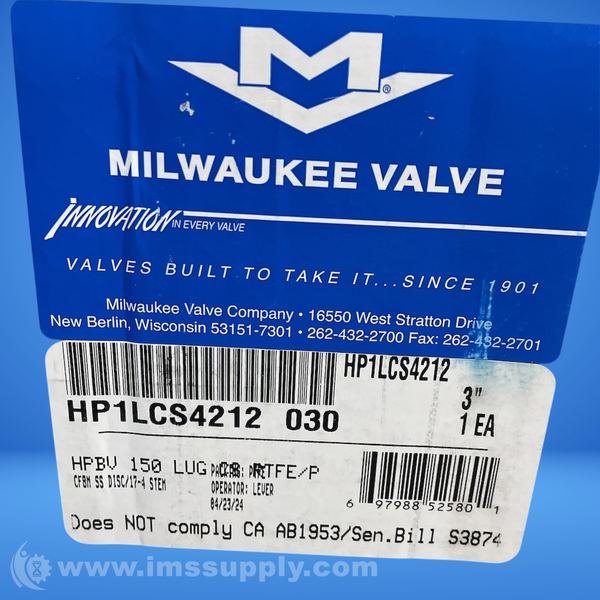 M®
MILWAUKEE VALVE
INNOVATION IN EVERY VALVE
VALVES BUILT TO TAKE IT...SINCE 1901
Milwaukee Valve Company • 16550 West Stratton Drive
New Berlin, Wisconsin 53151-7301 • 262-432-2700 Fax: 262-432-2701
HP1LCS4212
3"
1 EA
HP1LCS4212 030
HPBV 150 LUG CS RTFE/P
CF8M SS DISC/17-4 STEM
OPERATOR: LEVER
04/23/24
6 97988 52580 1
Does NOT comply CA AB1953/Sen.Bill S3874
www.imssupply.com